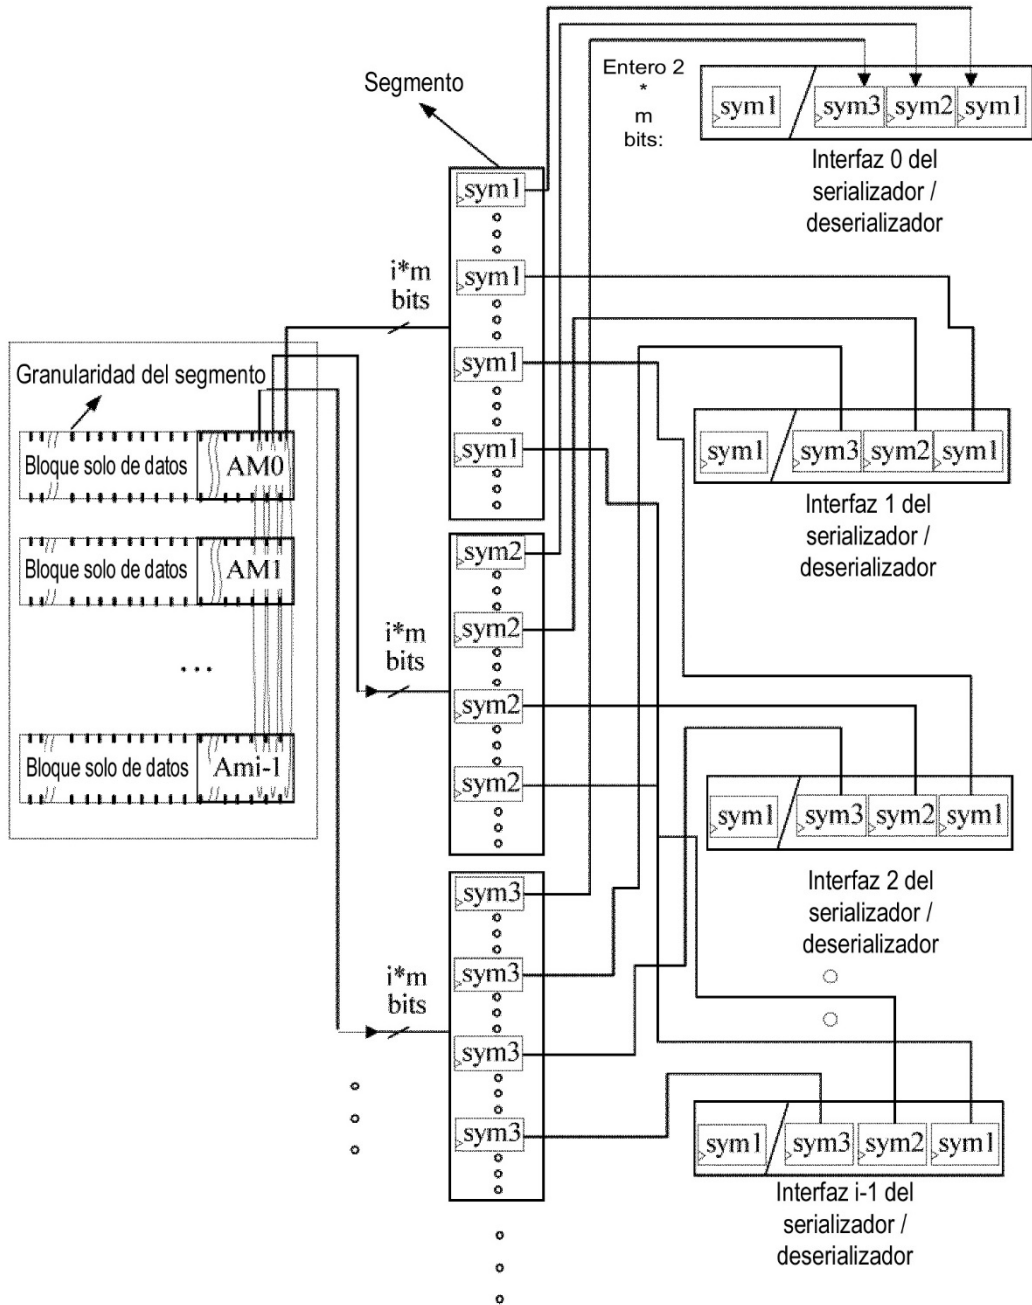 Entero 2
*
m
bits:
sym1 sym3 sym2 sym1
Interfaz 0 del
serializador /
deserializador
Segmento
sym1
sym1
sym1
sym1
i*m
bits
Granularidad del segmento
Bloque solo de datos AM0
Bloque solo de datos AM1
...
Bloque solo de datos Ami-1
sym1 sym3 sym2 sym1
Interfaz 1 del
serializador /
deserializador
sym2
sym2
sym2
sym2
i*m
bits
sym1 sym3 sym2 sym1
Interfaz 2 del
serializador /
deserializador
sym3
sym3
sym3
sym3
i*m
bits
sym1 sym3 sym2 sym1
Interfaz i-1 del
serializador /
deserializador